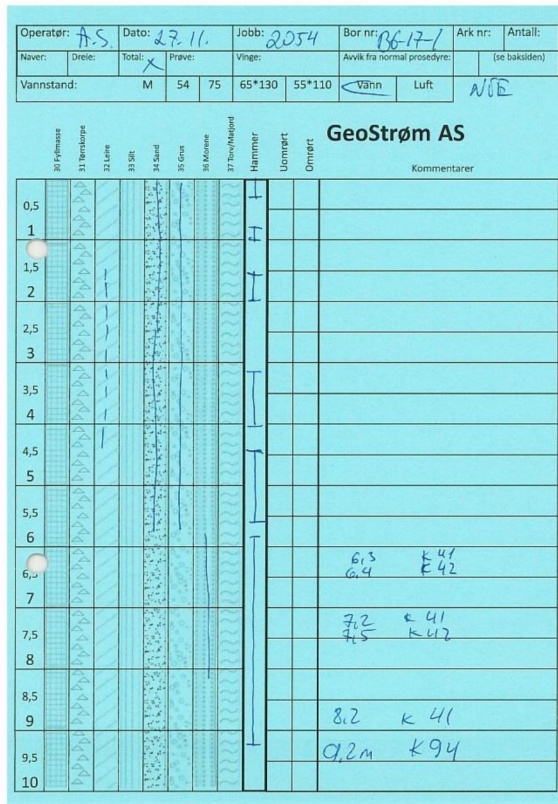 Operatør: A.S. Dato: 27.11. Jobb: 2054 Bor nr: B6-17-1 Ark nr: Antall:
Naver: Dreie: Total: X Prøve: Vinge: Avvik fra normal prosedyre: (se baksiden)
Vannstand: M 54 75 65*130 55*110 Vann Luft
GeoStrøm AS
30 Fyllmasse 31 Tørrskorpe 32 Leire 33 Silt 34 Sand 35 Grus 36 Morene 37 Torv/Matjord Hammer Uomrørt Omrørt Kommentarer
0,5
1
1,5
2
2,5
3
3,5
4
4,5
5
5,5
6
6,3 K 41
6,4 K 42
6,5
7
7,2 K 41
7,5 7,5 K 42
8
8,5
9 8,2 K 41
9,2m K94
9,5
10